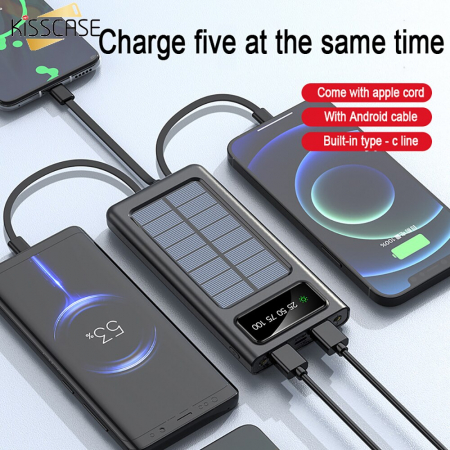 KISSCASE
Charge five at the same time
Come with apple cord
With Android cable
Built-in type - c line
100%
53%
25 50 75 100